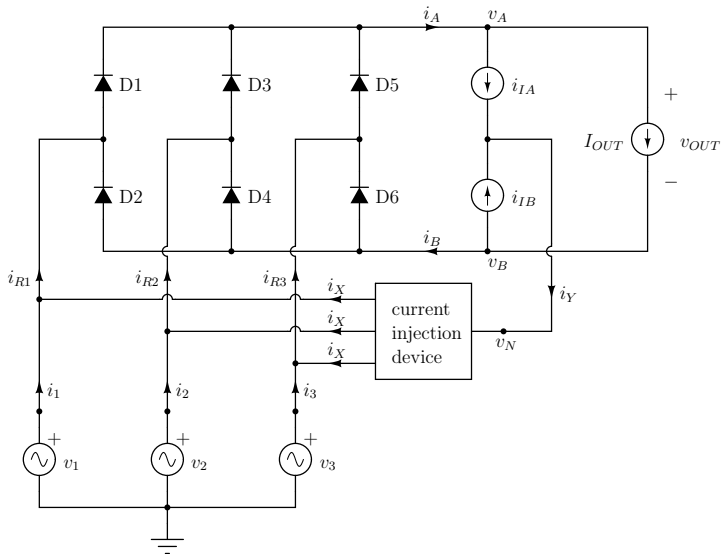 i_A v_A
D1 D3 D5 i_IA
+
I_OUT v_OUT
D2 D4 D6 i_IB
−
i_B v_B
i_R1 i_R2 i_R3
i_X
i_Y
current
injection
device
i_X
v_N
i_X
i_1 i_2 i_3
+ + +
v_1 v_2 v_3